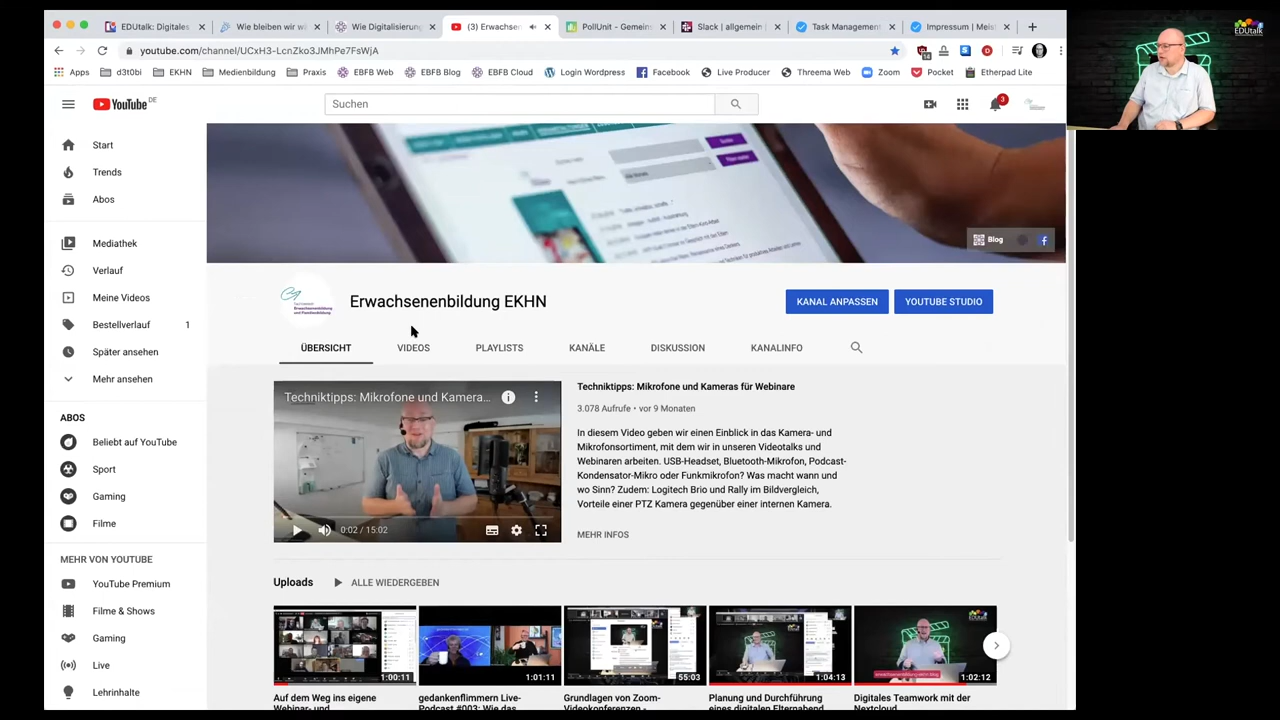 EDUtalk: Digitales
Wie bleiben wir wi
Wie Digitalisierung
(3) Erwachsen
PollUnit - Gemein
Slack | allgemein |
Task Management
Impressum | Meist
youtube.com/channel/UCxH3-LcnZko3JMhPe7FsWjA
14
Apps d3t0bi EKHN Medienbildung Praxis EBFB Web EBFB Blog EBFB Cloud Login Wordpress Facebook Live Producer Threema Web Zoom Pocket Etherpad Lite
EDUtalk
YouTube DE
Suchen
3
Start
Trends
Abos
Mediathek
Verlauf
Meine Videos
Bestellverlauf 1
Später ansehen
Mehr ansehen
ABOS
Beliebt auf YouTube
Sport
Gaming
Filme
MEHR VON YOUTUBE
YouTube Premium
Filme & Shows
Gaming
Live
Lehrinhalte
Blog
Erwachsenenbildung EKHN
KANAL ANPASSEN
YOUTUBE STUDIO
ÜBERSICHT VIDEOS PLAYLISTS KANÄLE DISKUSSION KANALINFO
Techniktipps: Mikrofone und Kamera...
0:02 / 15:02
Techniktipps: Mikrofone und Kameras für Webinare
3.078 Aufrufe • vor 9 Monaten
In diesem Video geben wir einen Einblick in das Kamera- und
Mikrofonsortiment, mit dem wir in unseren Videotalks und
Webinaren arbeiten. USB-Headset, Bluetooth-Mikrofon, Podcast-
Kondensator-Mikro oder Funkmikrofon? Was macht wann und
wo Sinn? Zudem: Logitech Brio und Rally im Bildvergleich,
Vorteile einer PTZ Kamera gegenüber einer internen Kamera.
MEHR INFOS
Uploads
ALLE WIEDERGEBEN
1:00:11
1:01:11
55:03
1:04:13
1:02:12
Auf dem Weg ins eigene
Webinar- und
gedankenflimmern Live-
Podcast #003: Wie das
Grundlagen von Zoom-
Videokonferenzen -
Planung und Durchführung
eines digitalen Elternabend
Digitales Teamwork mit der
Nextcloud